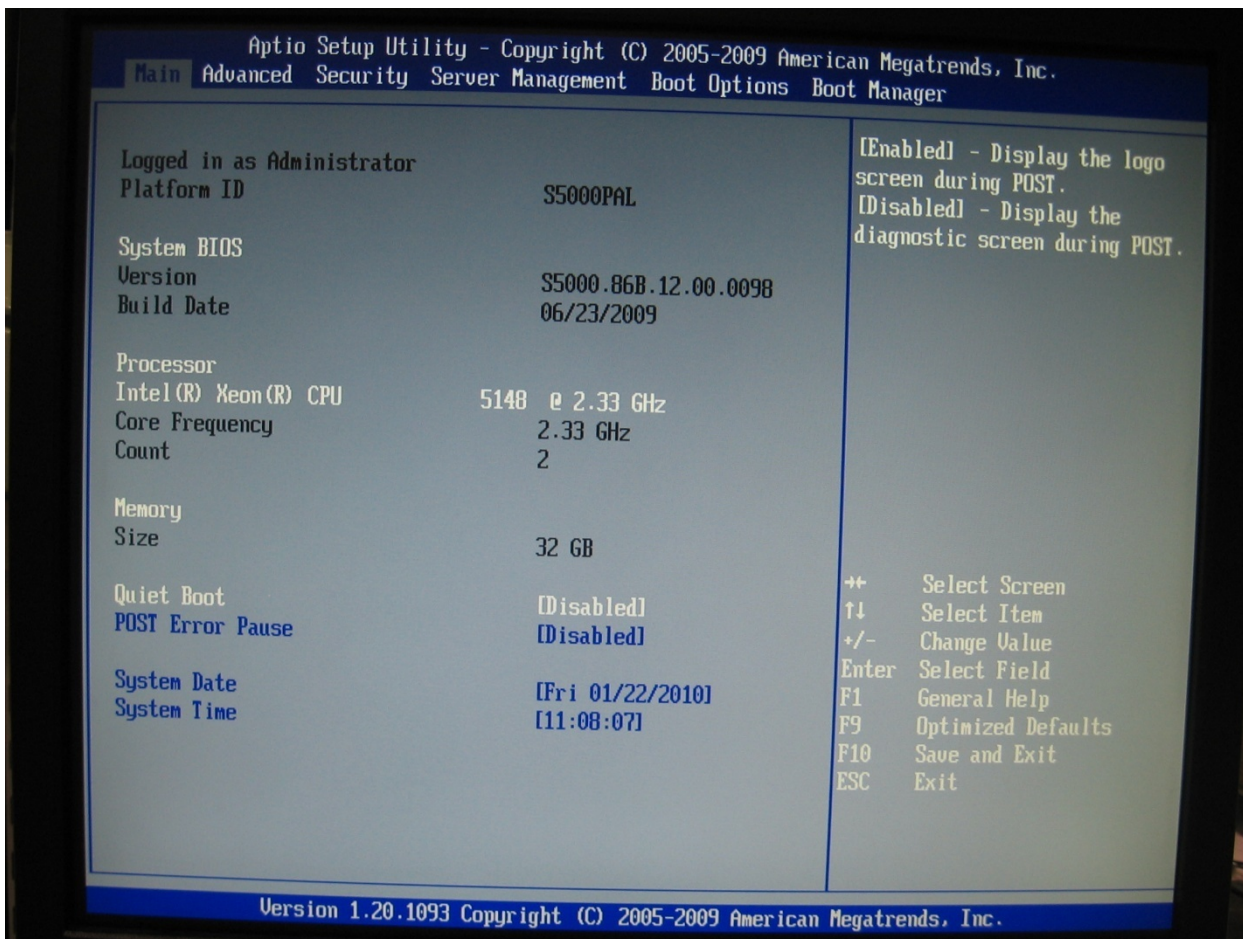 Aptio Setup Utility - Copyright (C) 2005-2009 American Megatrends, Inc.
Main Advanced Security Server Management Boot Options Boot Manager
Logged in as Administrator
Platform ID S5000PAL
System BIOS
Version S5000.86B.12.00.0098
Build Date 06/23/2009
Processor
Intel(R) Xeon(R) CPU 5148 @ 2.33 GHz
Core Frequency 2.33 GHz
Count 2
Memory
Size 32 GB
Quiet Boot [Disabled]
POST Error Pause [Disabled]
System Date [Fri 01/22/2010]
System Time [11:08:07]
[Enabled] - Display the logo
screen during POST.
[Disabled] - Display the
diagnostic screen during POST.
→← Select Screen
↑↓ Select Item
+/- Change Value
Enter Select Field
F1 General Help
F9 Optimized Defaults
F10 Save and Exit
ESC Exit
Version 1.20.1093 Copyright (C) 2005-2009 American Megatrends, Inc.